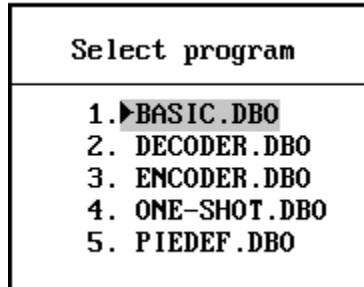 Select program
1.▶BASIC.DBO
2. DECODER.DBO
3. ENCODER.DBO
4. ONE-SHOT.DBO
5. PIEDEF.DBO